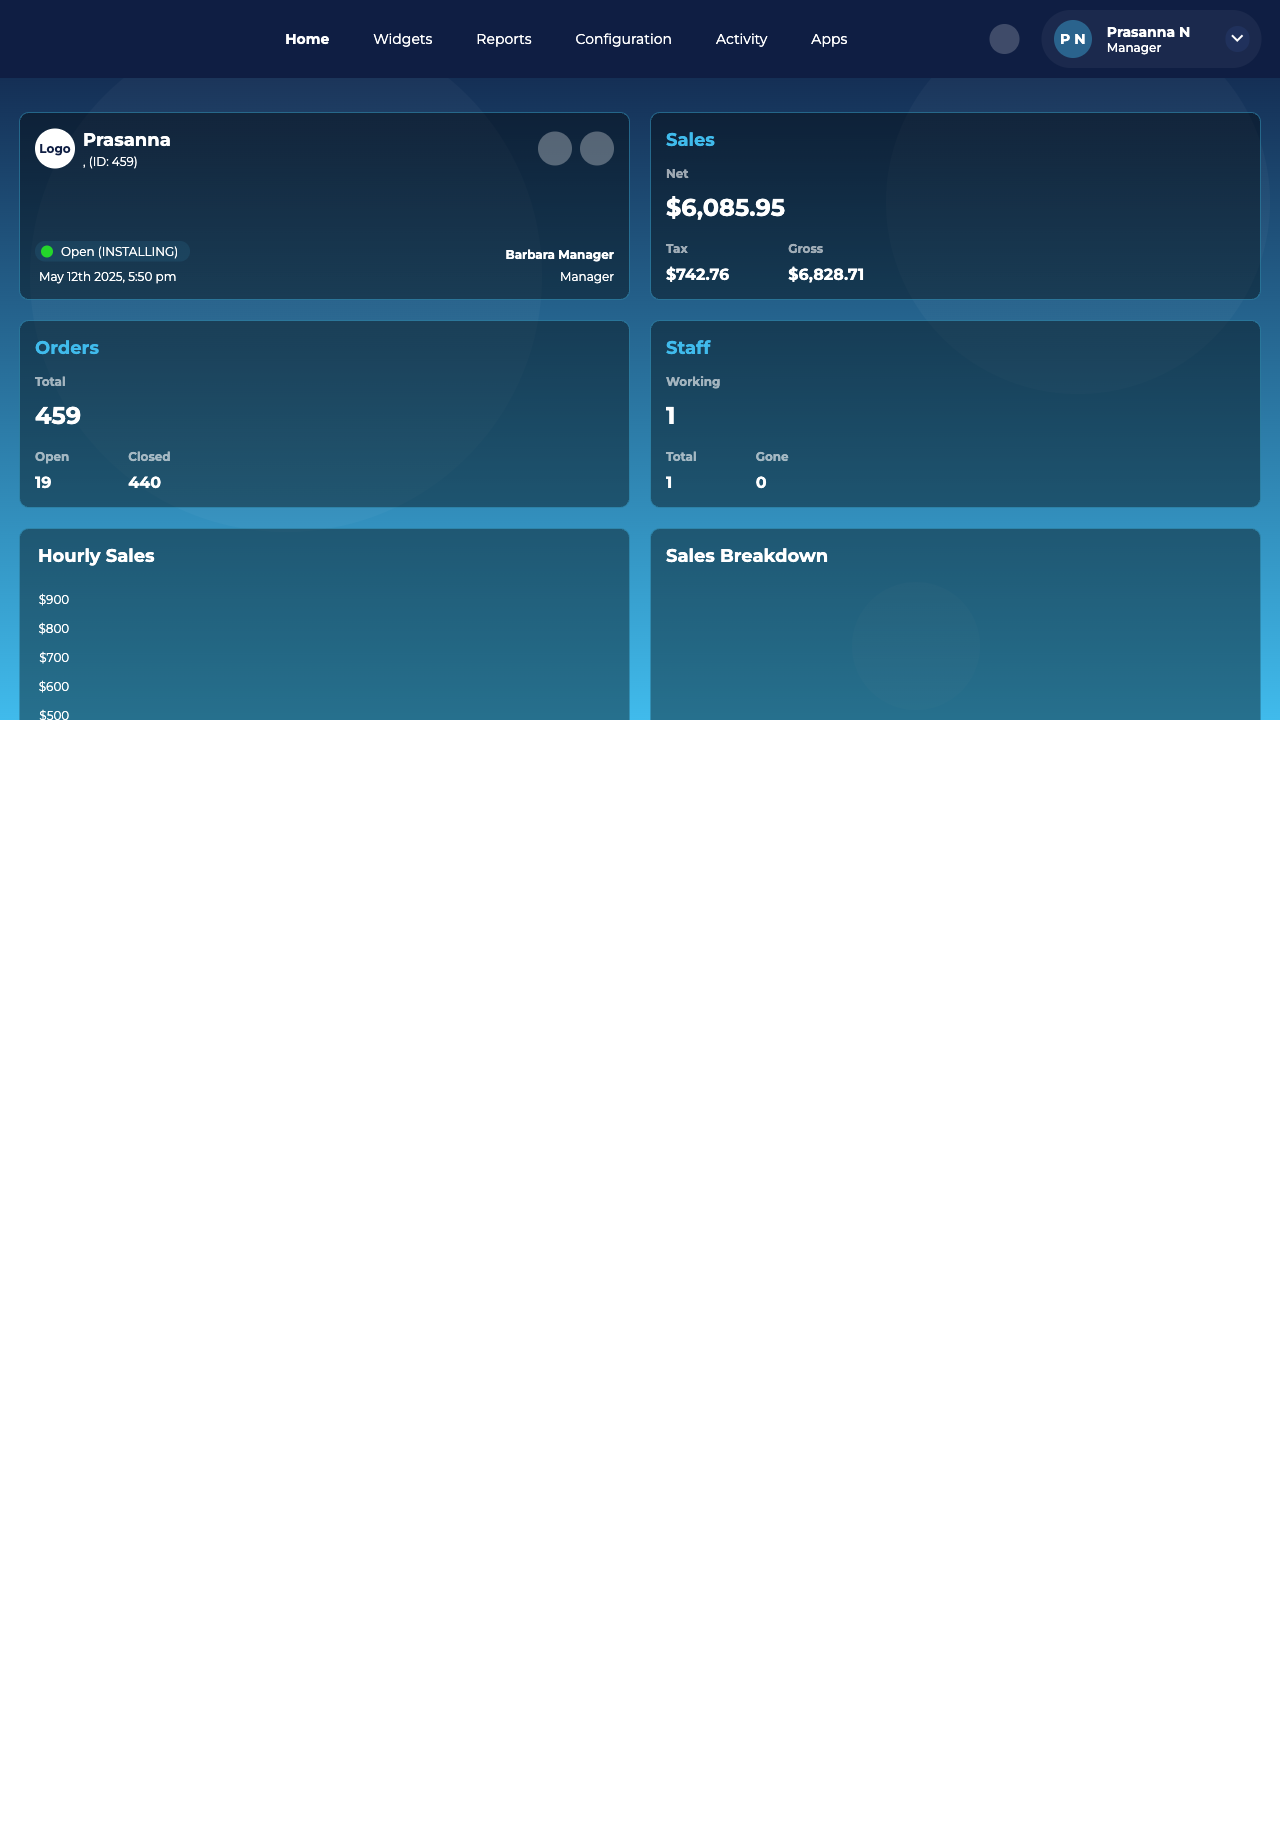 Home Widgets Reports Configuration Activity Apps
P N
Prasanna N
Manager
Logo
Prasanna
, (ID: 459)
Open (INSTALLING)
May 12th 2025, 5:50 pm
Barbara Manager
Manager
Sales
Net
$6,085.95
Tax Gross
$742.76 $6,828.71
Orders
Total
459
Open Closed
19 440
Staff
Working
1
Total Gone
1 0
Hourly Sales
$900
$800
$700
$600
$500
Sales Breakdown